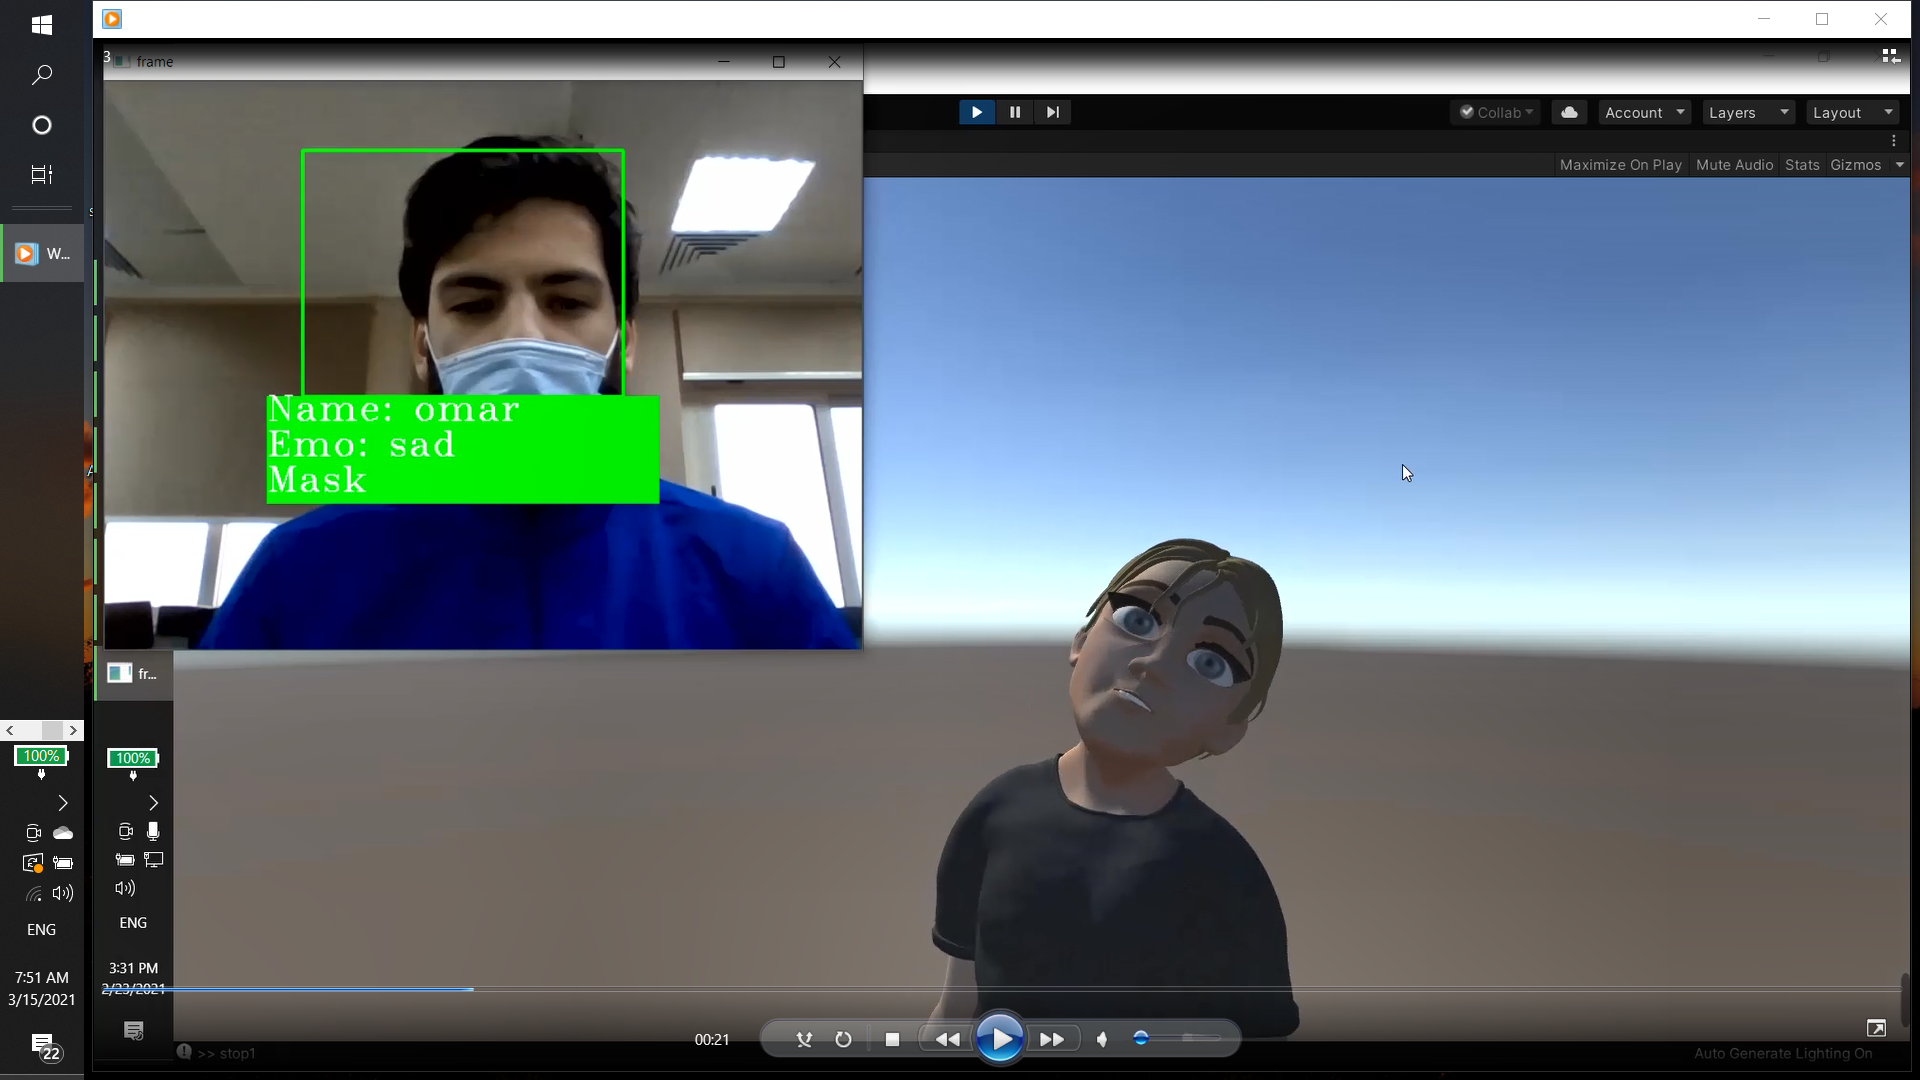 3
frame
Collab
Account
Layers
Layout
Maximize On Play
Mute Audio
Stats
Gizmos
W...
Name: omar
Emo: sad
Mask
fr...
100%
100%
ENG
ENG
7:51 AM
3/15/2021
3:31 PM
2/23/2021
22
00:21
>> stop1
Auto Generate Lighting On